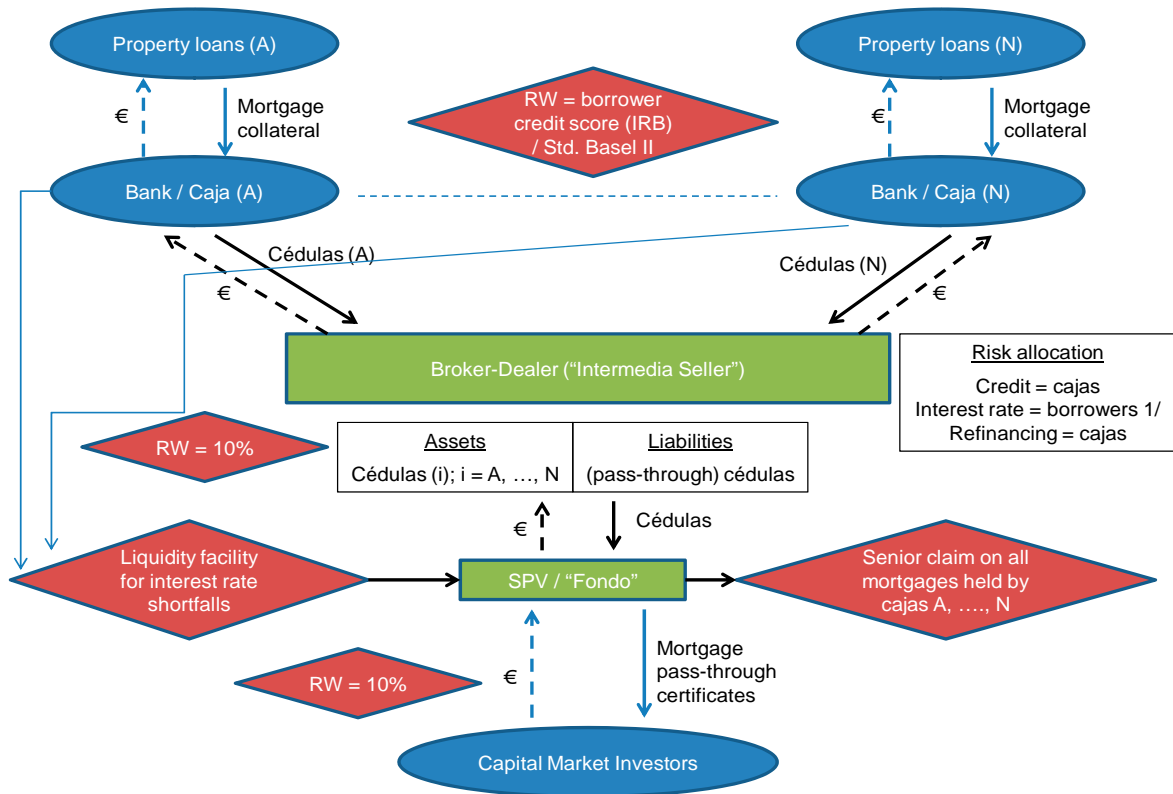 Property loans (A)
Property loans (N)
€
Mortgage
collateral
RW = borrower
credit score (IRB)
/ Std. Basel II
€
Mortgage
collateral
Bank / Caja (A)
Bank / Caja (N)
Cédulas (A)
€
Cédulas (N)
€
Broker-Dealer (“Intermedia Seller”)
Risk allocation
Credit = cajas
Interest rate = borrowers 1/
Refinancing = cajas
RW = 10%
Assets
Cédulas (i); i = A, …, N
Liabilities
(pass-through) cédulas
€
Cédulas
Liquidity facility
for interest rate
shortfalls
SPV / “Fondo”
Senior claim on all
mortgages held by
cajas A, …., N
RW = 10%
€
Mortgage
pass-through
certificates
Capital Market Investors